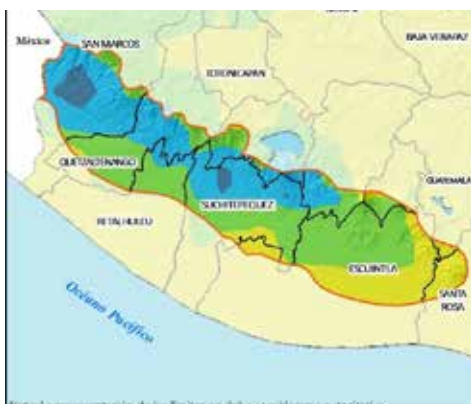 México
SAN MARCOS
TOTONICAPAN
BAJA VERAPAZ
QUETZALTENANGO
GUATEMALA
SUCHITEPEQUEZ
RETALHULEU
ESCUINTLA
SANTA
ROSA
Océano Pacífico